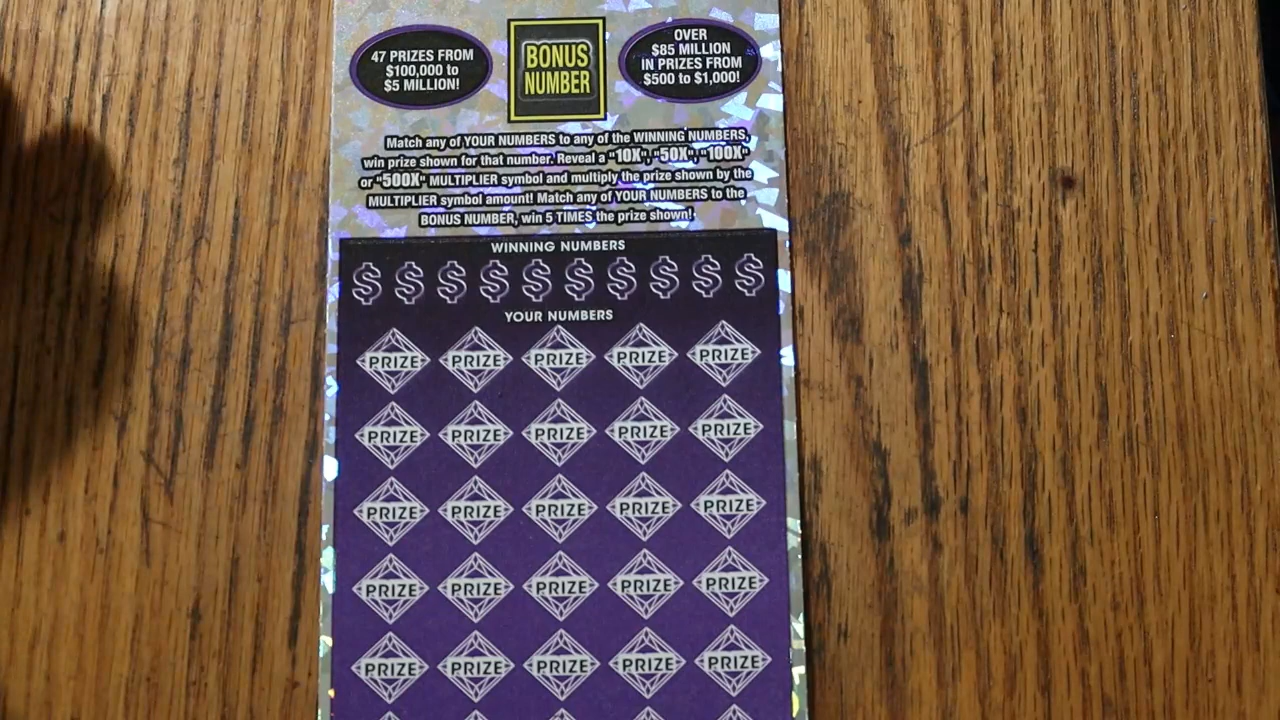 47 PRIZES FROM
$100,000 to
$5 MILLION!
BONUS
NUMBER
OVER
$85 MILLION
IN PRIZES FROM
$500 to $1,000!
Match any of YOUR NUMBERS to any of the WINNING NUMBERS,
win prize shown for that number. Reveal a "10X", "50X", "100X"
or "500X" MULTIPLIER symbol and multiply the prize shown by the
MULTIPLIER symbol amount! Match any of YOUR NUMBERS to the
BONUS NUMBER, win 5 TIMES the prize shown!
WINNING NUMBERS
$ $ $ $ $ $ $ $ $ $
YOUR NUMBERS
PRIZE PRIZE PRIZE PRIZE PRIZE
PRIZE PRIZE PRIZE PRIZE PRIZE
PRIZE PRIZE PRIZE PRIZE PRIZE
PRIZE PRIZE PRIZE PRIZE PRIZE
PRIZE PRIZE PRIZE PRIZE PRIZE